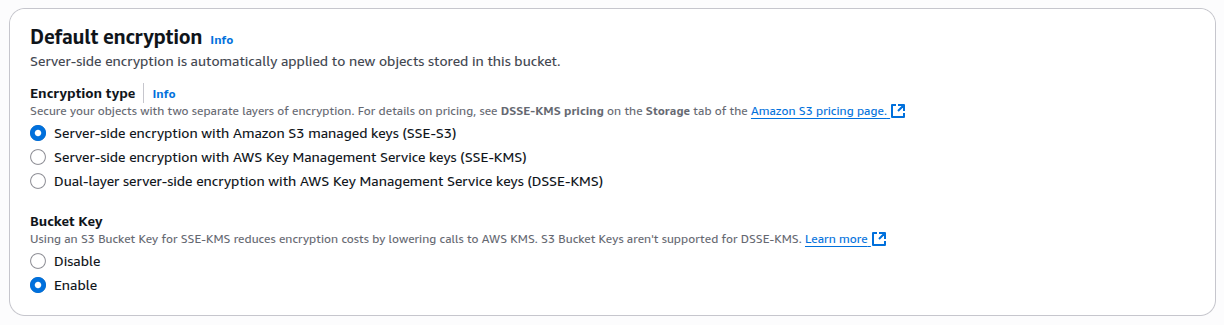 Default encryption Info
Server-side encryption is automatically applied to new objects stored in this bucket.
Encryption type Info
Secure your objects with two separate layers of encryption. For details on pricing, see DSSE-KMS pricing on the Storage tab of the Amazon S3 pricing page.
Server-side encryption with Amazon S3 managed keys (SSE-S3)
Server-side encryption with AWS Key Management Service keys (SSE-KMS)
Dual-layer server-side encryption with AWS Key Management Service keys (DSSE-KMS)
Bucket Key
Using an S3 Bucket Key for SSE-KMS reduces encryption costs by lowering calls to AWS KMS. S3 Bucket Keys aren't supported for DSSE-KMS. Learn more
Disable
Enable